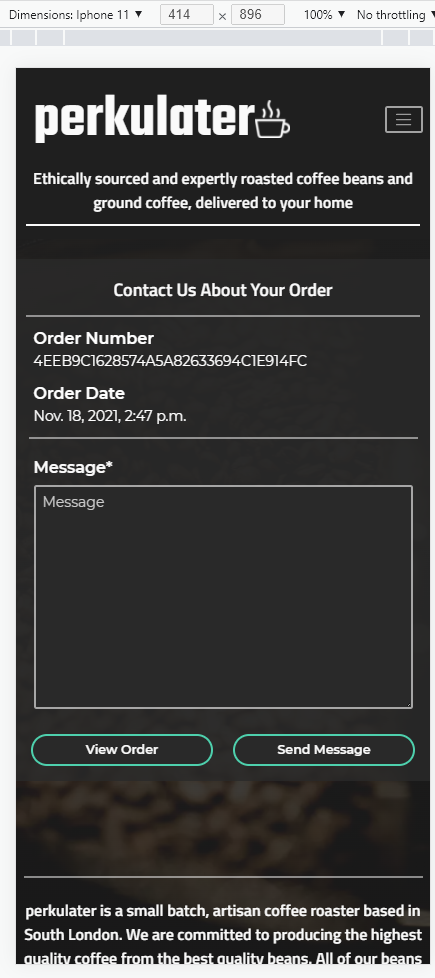 Dimensions: Iphone 11 ▼ 414 × 896 100% ▼ No throttling ▼
perkulater
Ethically sourced and expertly roasted coffee beans and
ground coffee, delivered to your home
Contact Us About Your Order
Order Number
4EEB9C1628574A5A82633694C1E914FC
Order Date
Nov. 18, 2021, 2:47 p.m.
Message*
Message
View Order Send Message
perkulater is a small batch, artisan coffee roaster based in
South London. We are committed to producing the highest
quality coffee from the best quality beans. All of our beans